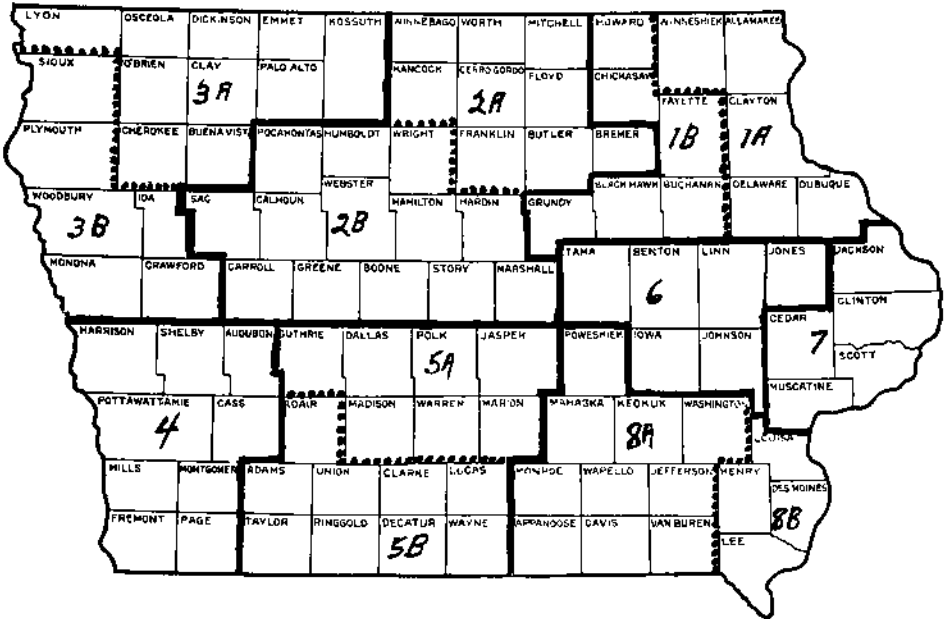 LYON OSCEOLA DICKINSON EMMET KOSSUTH WINNEBAGO WORTH MITCHELL HOWARD WINNESHIEK ALLAMAKEE
SIOUX O'BRIEN CLAY PALO ALTO HANCOCK CERRO GORDO FLOYD CHICKASAW
3A 2A
FAYETTE CLAYTON
1B 1A
PLYMOUTH CHEROKEE BUENA VISTA POCAHONTAS HUMBOLDT WRIGHT FRANKLIN BUTLER BREMER
WOODBURY IDA SAC CALHOUN WEBSTER HAMILTON HARDIN GRUNDY BLACK HAWK BUCHANAN DELAWARE DUBUQUE
3B 2B
MONONA CRAWFORD CARROLL GREENE BOONE STORY MARSHALL TAMA BENTON LINN JONES JACKSON
6
CLINTON
HARRISON SHELBY AUDUBON GUTHRIE DALLAS POLK JASPER POWESHIEK IOWA JOHNSON CEDAR
5A 7
SCOTT
MUSCATINE
POTTAWATTAMIE CASS ADAIR MADISON WARREN MARION MAHASKA KEOKUK WASHINGTON
4 8A
LOUISA
MILLS MONTGOMERY ADAMS UNION CLARKE LUCAS MONROE WAPELLO JEFFERSON HENRY
DES MOINES
8B
FREMONT PAGE TAYLOR RINGGOLD DECATUR WAYNE APPANOOSE DAVIS VAN BUREN
5B
LEE